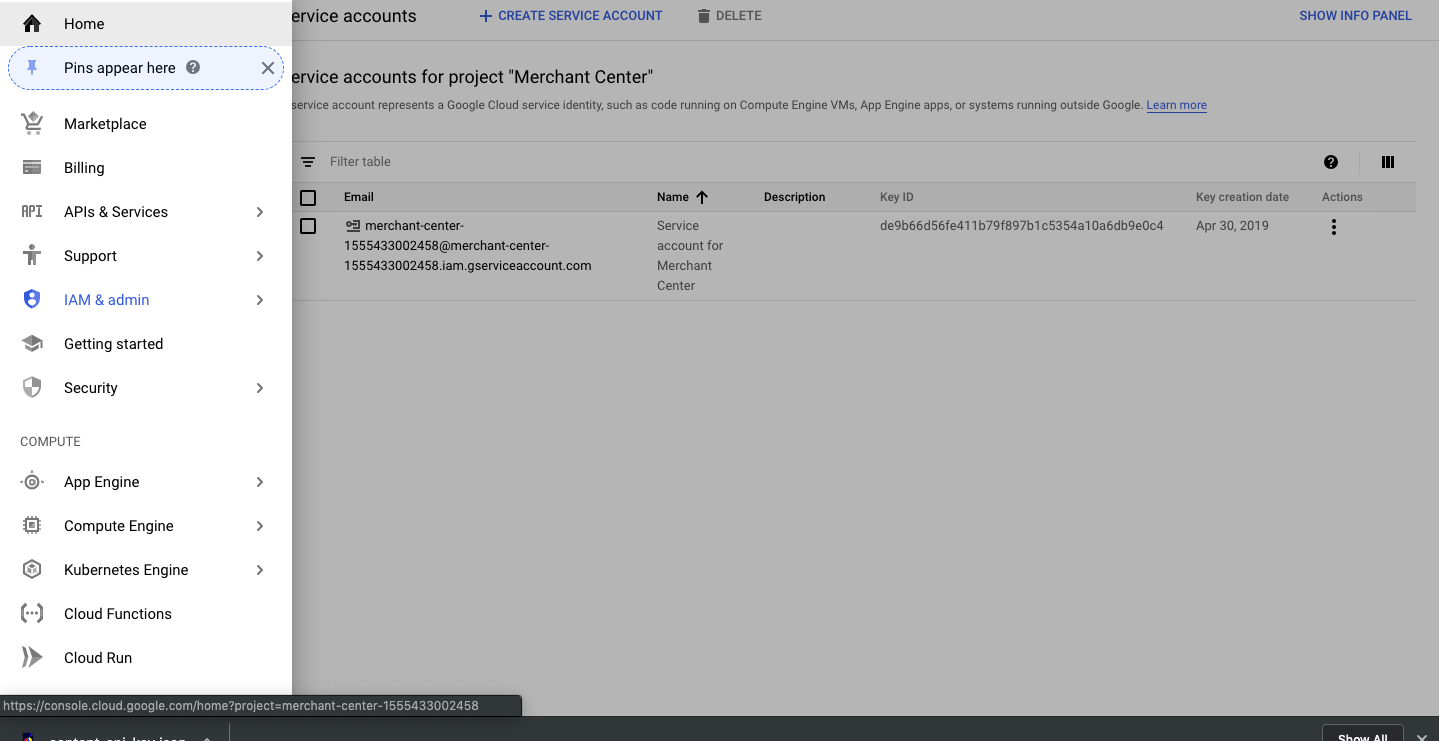 Home
Pins appear here
Marketplace
Billing
API APIs & Services
Support
IAM & admin
Getting started
Security
COMPUTE
App Engine
Compute Engine
Kubernetes Engine
Cloud Functions
Cloud Run
ervice accounts
CREATE SERVICE ACCOUNT
DELETE
SHOW INFO PANEL
ervice accounts for project "Merchant Center"
service account represents a Google Cloud service identity, such as code running on Compute Engine VMs, App Engine apps, or systems running outside Google. Learn more
Filter table
Email Name Description Key ID Key creation date Actions
merchant-center-
1555433002458@merchant-center-
1555433002458.iam.gserviceaccount.com
Service
account for
Merchant
Center
de9b66d56fe411b79f897b1c5354a10a6db9e0c4
Apr 30, 2019
https://console.cloud.google.com/home?project=merchant-center-1555433002458
content-api-key.json
Show All